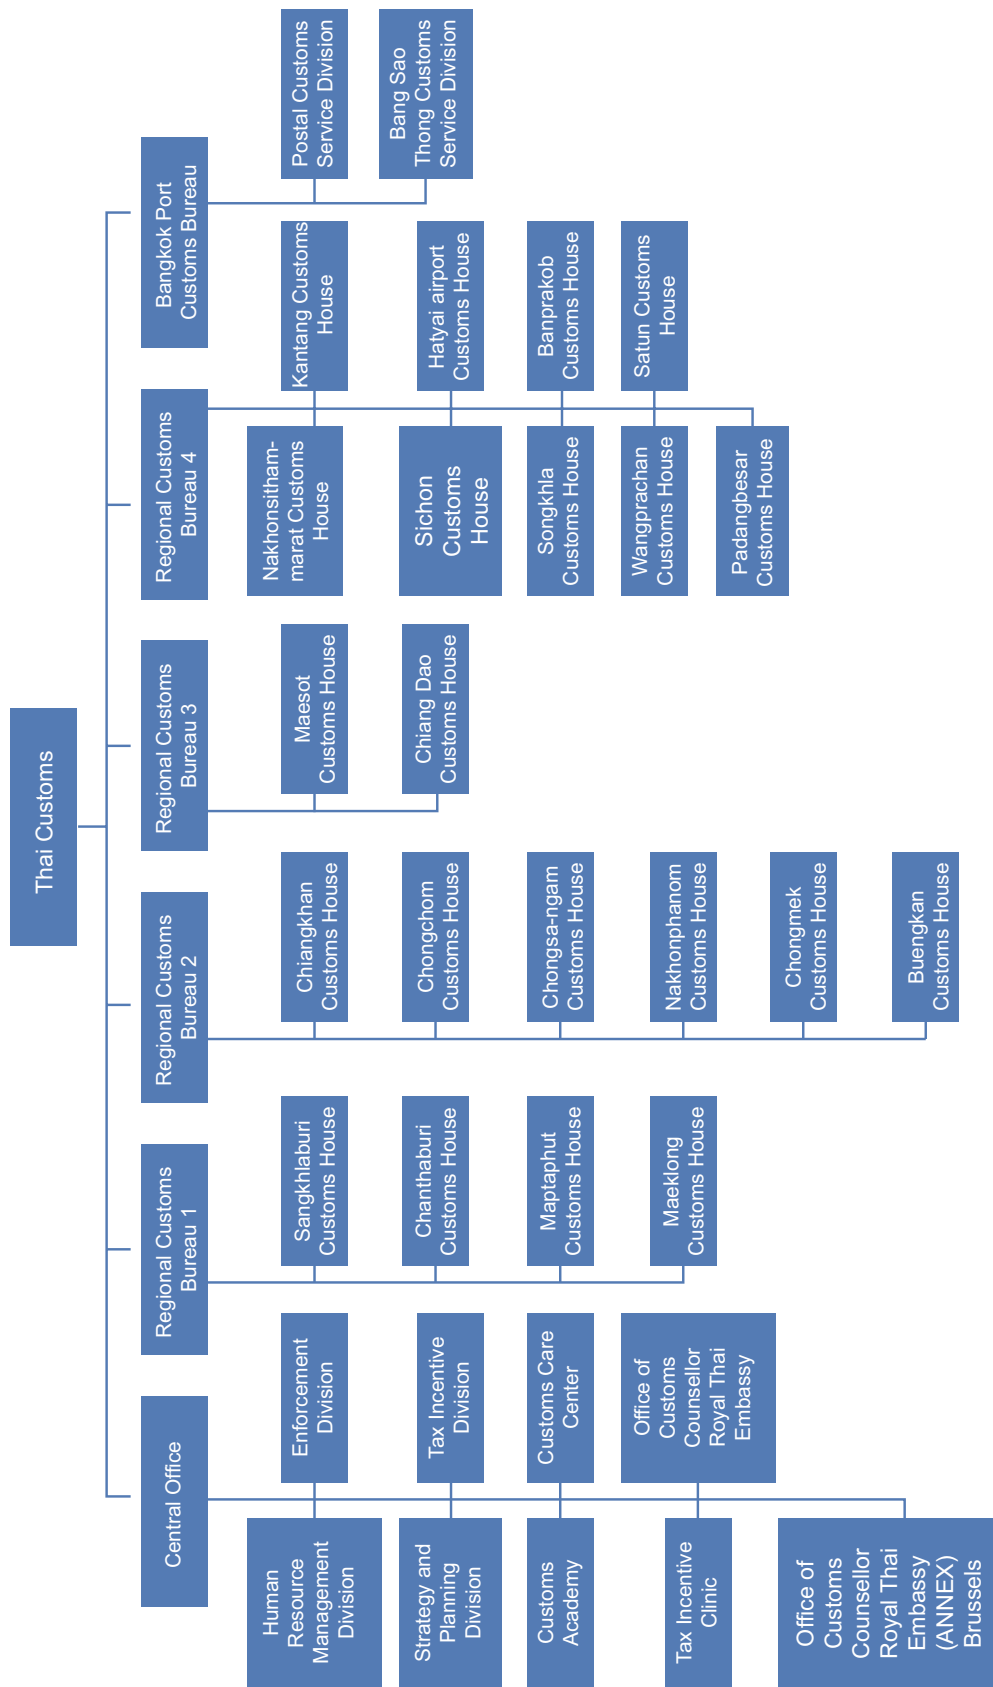 Thai Customs
Central Office
Human
Resource
Management
Division
Enforcement
Division
Strategy and
Planning
Division
Tax Incentive
Division
Customs
Academy
Customs Care
Center
Tax Incentive
Clinic
Office of
Customs
Counsellor
Royal Thai
Embassy
Office of
Customs
Counsellor
Royal Thai
Embassy
(ANNEX)
Brussels
Regional Customs
Bureau 1
Sangkhlaburi
Customs House
Chanthaburi
Customs House
Maptaphut
Customs House
Maeklong
Customs House
Regional Customs
Bureau 2
Chiangkhan
Customs House
Chongchom
Customs House
Chongsa-ngam
Customs House
Nakhonphanom
Customs House
Chongmek
Customs House
Buengkan
Customs House
Regional Customs
Bureau 3
Maesot
Customs House
Chiang Dao
Customs House
Regional Customs
Bureau 4
Nakhonsitham-
marat Customs
House
Kantang Customs
House
Sichon
Customs
House
Hatyai airport
Customs House
Songkhla
Customs House
Banprakob
Customs House
Wangprachan
Customs House
Satun Customs
House
Padangbesar
Customs House
Bangkok Port
Customs Bureau
Postal Customs
Service Division
Bang Sao
Thong Customs
Service Division